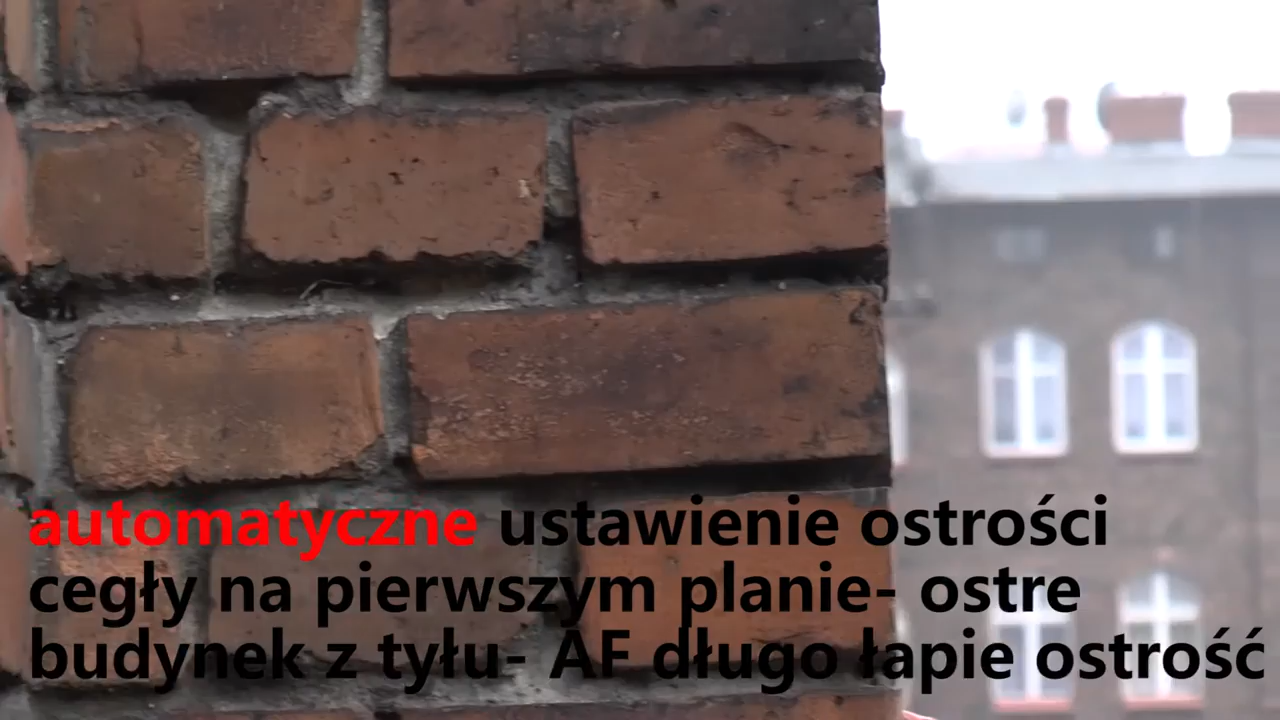 automatyczne ustawienie ostrości
cegły na pierwszym planie- ostre
budynek z tyłu- AF długo łapie ostrość